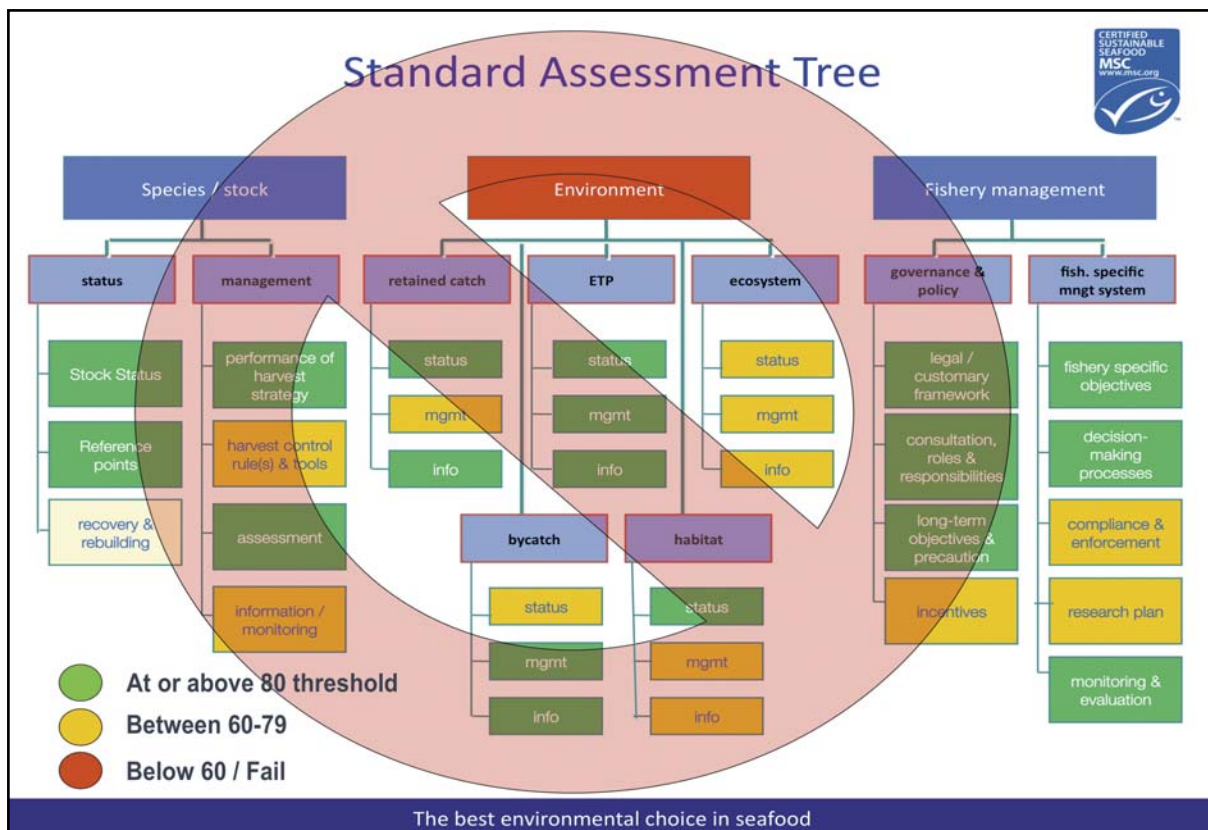 Standard Assessment Tree
CERTIFIED
SUSTAINABLE
SEAFOOD
MSC
www.msc.org
TM
Species / stock
Environment
Fishery management
status
management
retained catch
ETP
ecosystem
governance &
policy
fish. specific
mngt system
Stock Status
Reference
points
recovery &
rebuilding
performance of
harvest
strategy
harvest control
rule(s) & tools
assessment
information /
monitoring
status
mgmt
info
status
mgmt
info
status
mgmt
info
bycatch
habitat
status
mgmt
info
status
mgmt
info
legal /
customary
framework
consultation,
roles &
responsibilities
long-term
objectives &
precaution
incentives
fishery specific
objectives
decision-
making
processes
compliance &
enforcement
research plan
monitoring &
evaluation
At or above 80 threshold
Between 60-79
Below 60 / Fail
The best environmental choice in seafood